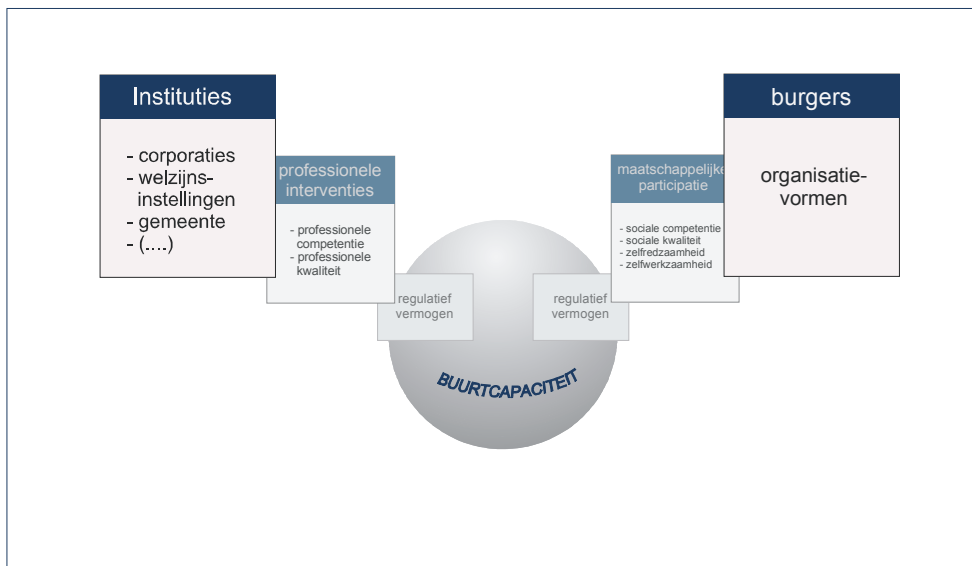 Instituties
- corporaties
- welzijns-
instellingen
- gemeente
- (....)
professionele
interventies
- professionele
competentie
- professionele
kwaliteit
regulatief
vermogen
BUURTCAPACITEIT
regulatief
vermogen
maatschappelijke
participatie
- sociale competentie
- sociale kwaliteit
- zelfredzaamheid
- zelfwerkzaamheid
burgers
organisatie-
vormen